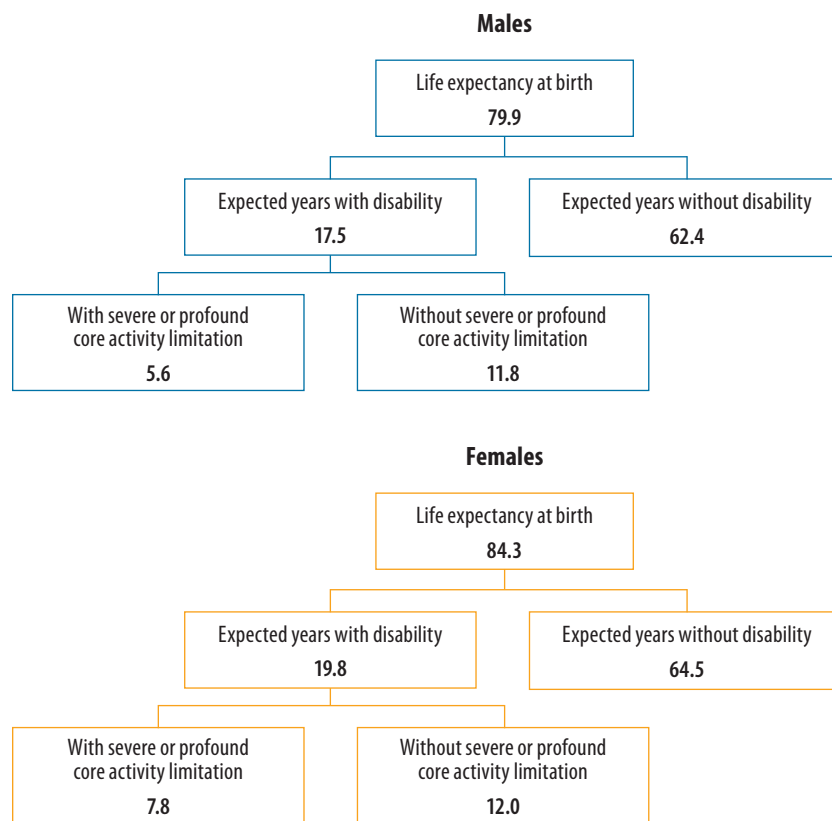 Males
Life expectancy at birth
79.9
Expected years with disability
17.5
Expected years without disability
62.4
With severe or profound
core activity limitation
5.6
Without severe or profound
core activity limitation
11.8
Females
Life expectancy at birth
84.3
Expected years with disability
19.8
Expected years without disability
64.5
With severe or profound
core activity limitation
7.8
Without severe or profound
core activity limitation
12.0